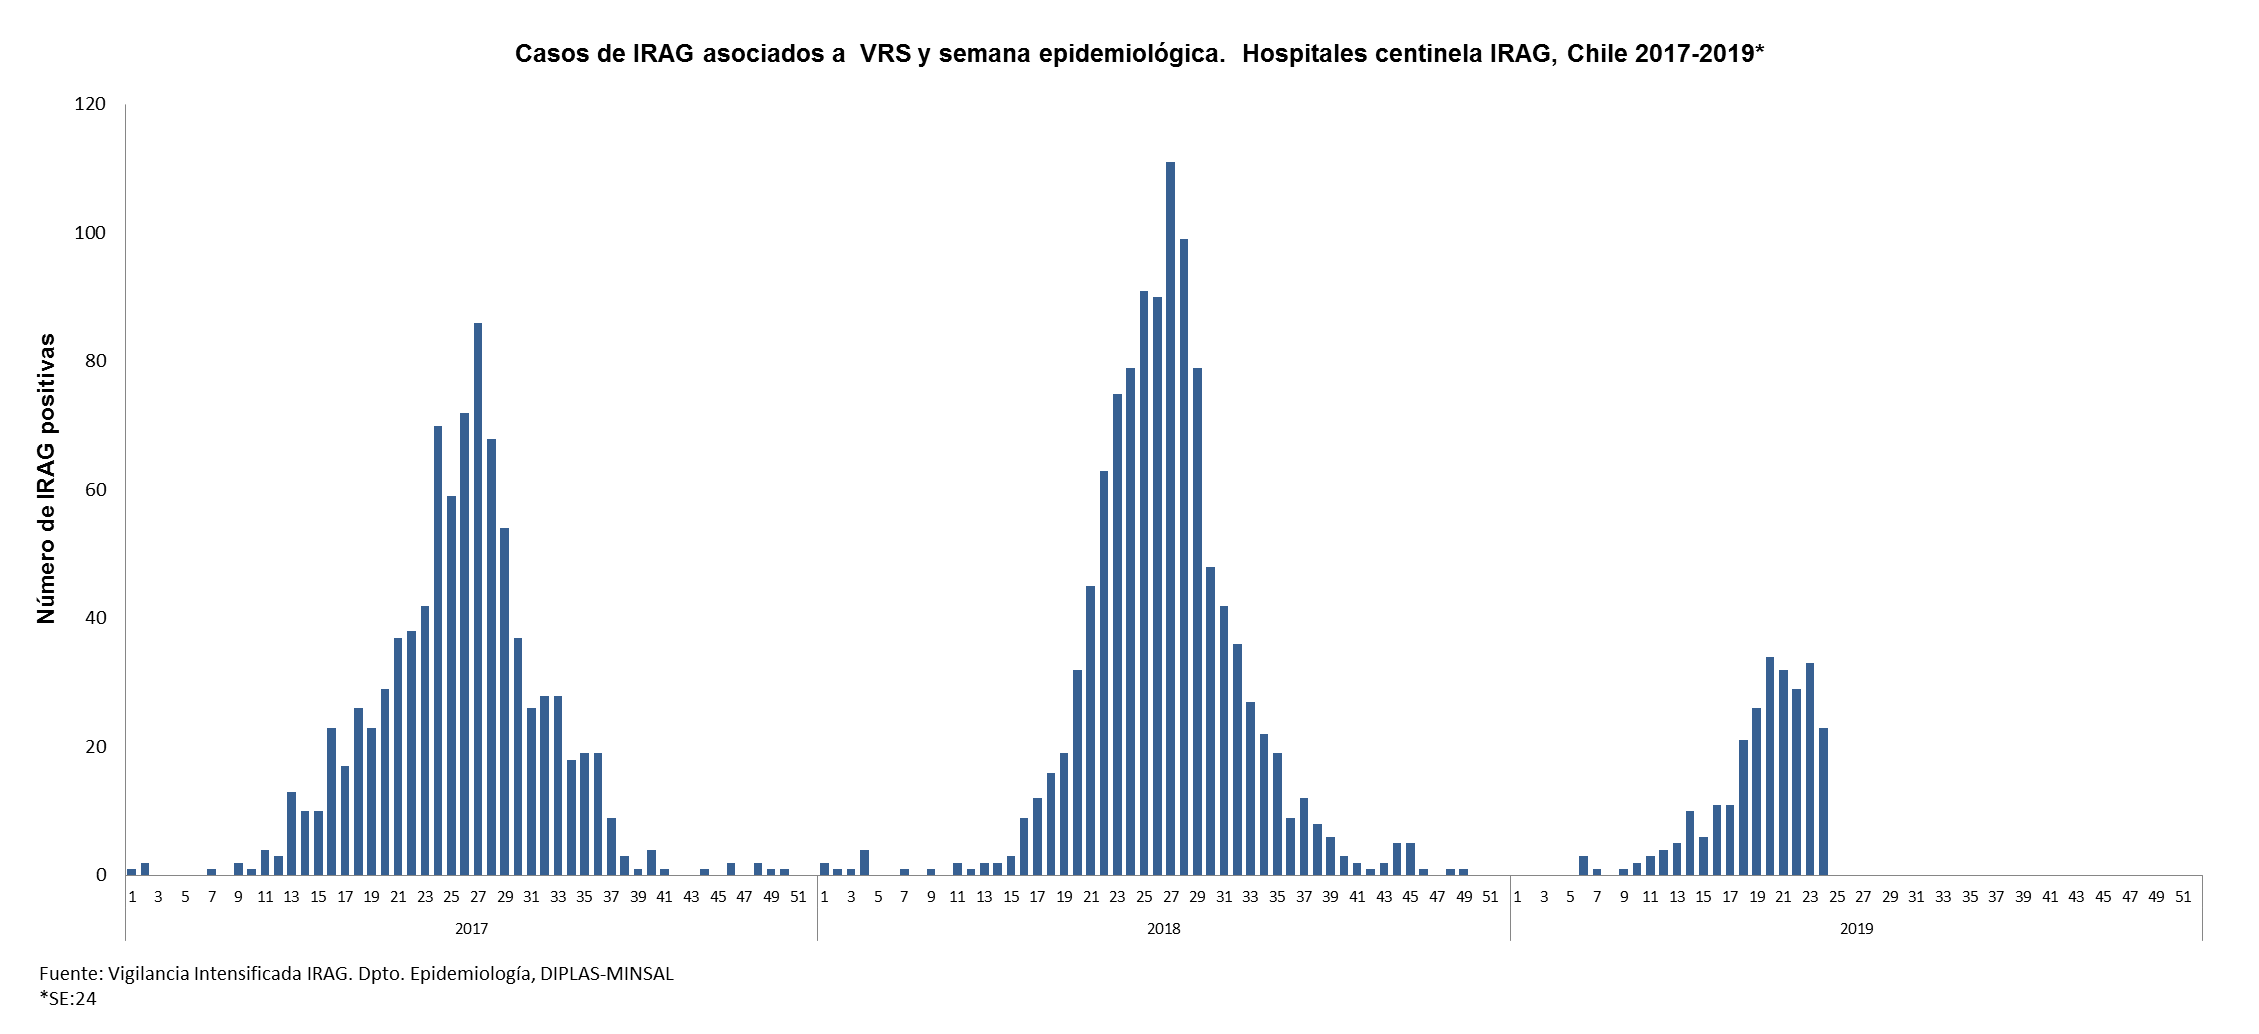 Casos de IRAG asociados a  VRS y semana epidemiológica.  Hospitales centinela IRAG, Chile 2017-2019*
Número de IRAG positivas
120
100
80
60
40
20
0
1 3 5 7 9 11 13 15 17 19 21 23 25 27 29 31 33 35 37 39 41 43 45 47 49 51 1 3 5 7 9 11 13 15 17 19 21 23 25 27 29 31 33 35 37 39 41 43 45 47 49 51 1 3 5 7 9 11 13 15 17 19 21 23 25 27 29 31 33 35 37 39 41 43 45 47 49 51
2017 2018 2019
Fuente: Vigilancia Intensificada IRAG. Dpto. Epidemiología, DIPLAS-MINSAL
*SE:24